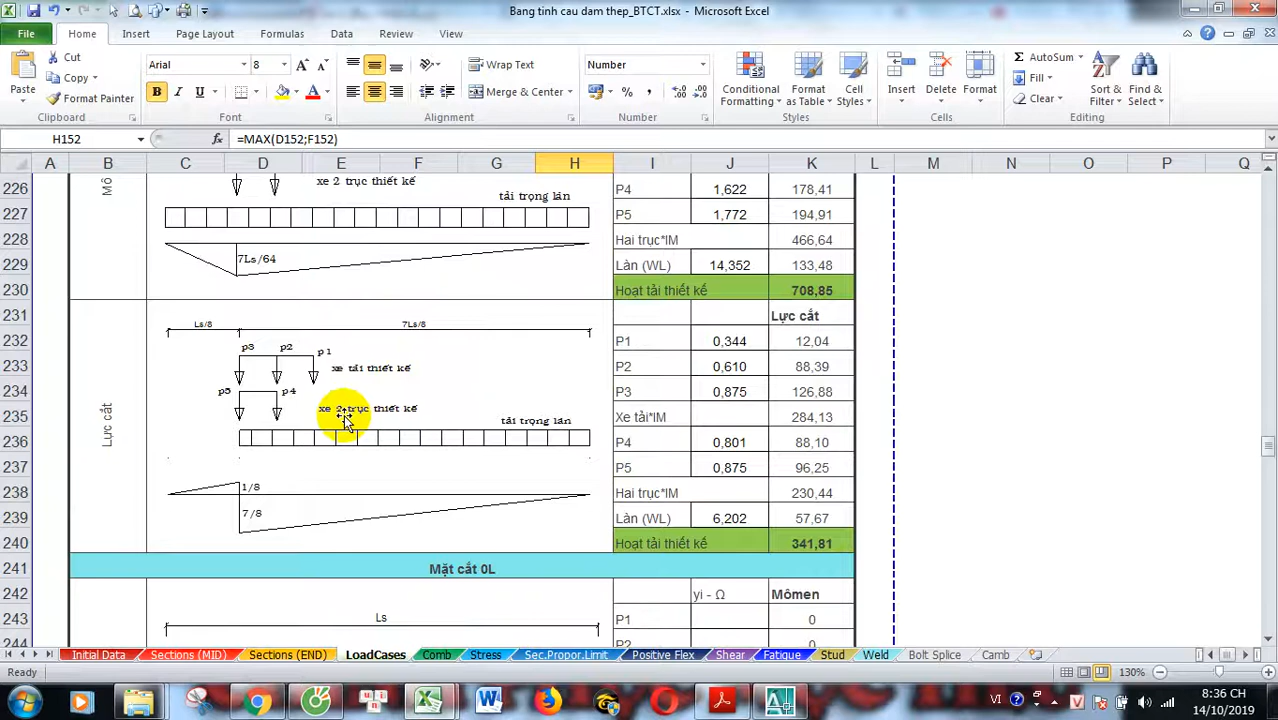 Bang tinh cau dam thep_BTCT.xlsx - Microsoft Excel
File Home Insert Page Layout Formulas Data Review View
Paste Cut Copy Format Painter Clipboard
Arial 8 B I U Font
Wrap Text Merge & Center Alignment
Number % Number
Conditional Formatting Format as Table Cell Styles Styles
Insert Delete Format Cells
AutoSum Fill Clear Sort & Filter Find & Select Editing
H152 fx =MAX(D152;F152)
A B C D E F G H I J K L M N O P Q
226 Mô xe 2 trục thiết kế P4 1,622 178,41
227 tải trọng làn P5 1,772 194,91
228 Hai trục*IM 466,64
229 7Ls/64 Làn (WL) 14,352 133,48
230 Hoạt tải thiết kế 708,85
231 Lực cắt
Ls/8 7Ls/8
232 P1 0,344 12,04
p3 p2 p1
233 xe tải thiết kế P2 0,610 88,39
234 p5 p4 P3 0,875 126,88
235 Lực cắt xe 2 trục thiết kế Xe tải*IM 284,13
tải trọng làn
236 P4 0,801 88,10
237 P5 0,875 96,25
238 1/8 Hai trục*IM 230,44
239 7/8 Làn (WL) 6,202 57,67
240 Hoạt tải thiết kế 341,81
241 Mặt cắt 0L
242 yi - Ω Mômen
243 Ls P1 0
244 P2 0
Initial Data Sections (MID) Sections (END) LoadCases Comb Stress Sec.Propor.Limit Positive Flex Shear Fatigue Stud Weld Bolt Splice Camb
Ready 130%
VI 8:36 CH
14/10/2019